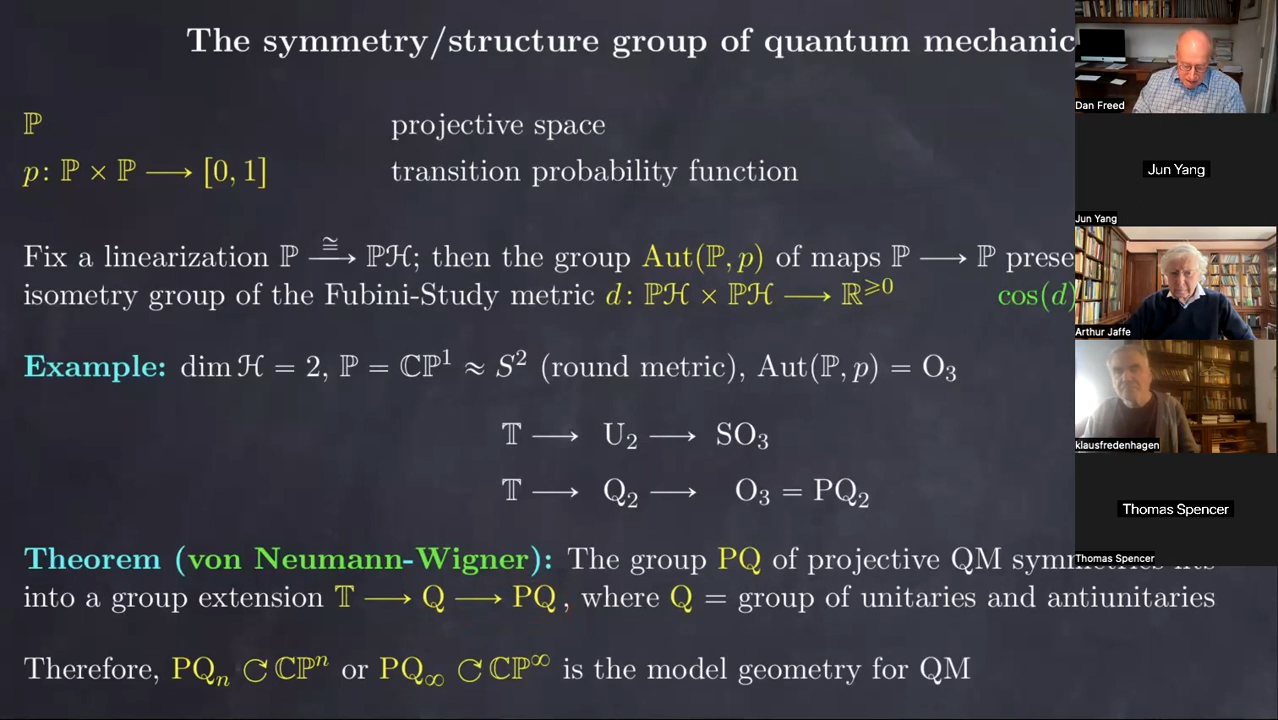 The symmetry/structure group of quantum mechanic
ℙ projective space
p: ℙ × ℙ ⟶ [0, 1] transition probability function
Fix a linearization ℙ ≅⟶ ℙℋ; then the group Aut(ℙ, p) of maps ℙ ⟶ ℙ prese
isometry group of the Fubini-Study metric d: ℙℋ × ℙℋ ⟶ ℝ^⩾0 cos(d)
Example: dim ℋ = 2, ℙ = ℂℙ¹ ≈ S² (round metric), Aut(ℙ, p) = O₃
𝕋 ⟶ U₂ ⟶ SO₃
𝕋 ⟶ Q₂ ⟶ O₃ = PQ₂
Theorem (von Neumann-Wigner): The group PQ of projective QM
into a group extension 𝕋 ⟶ Q ⟶ PQ, where Q = group of unitaries and antiunitaries
Therefore, PQₙ ⟳ ℂℙⁿ or PQ∞ ⟳ ℂℙ^∞ is the model geometry for QM
Dan Freed
Jun Yang
Jun Yang
Arthur Jaffe
klausfredenhagen
Thomas Spencer
Thomas Spencer